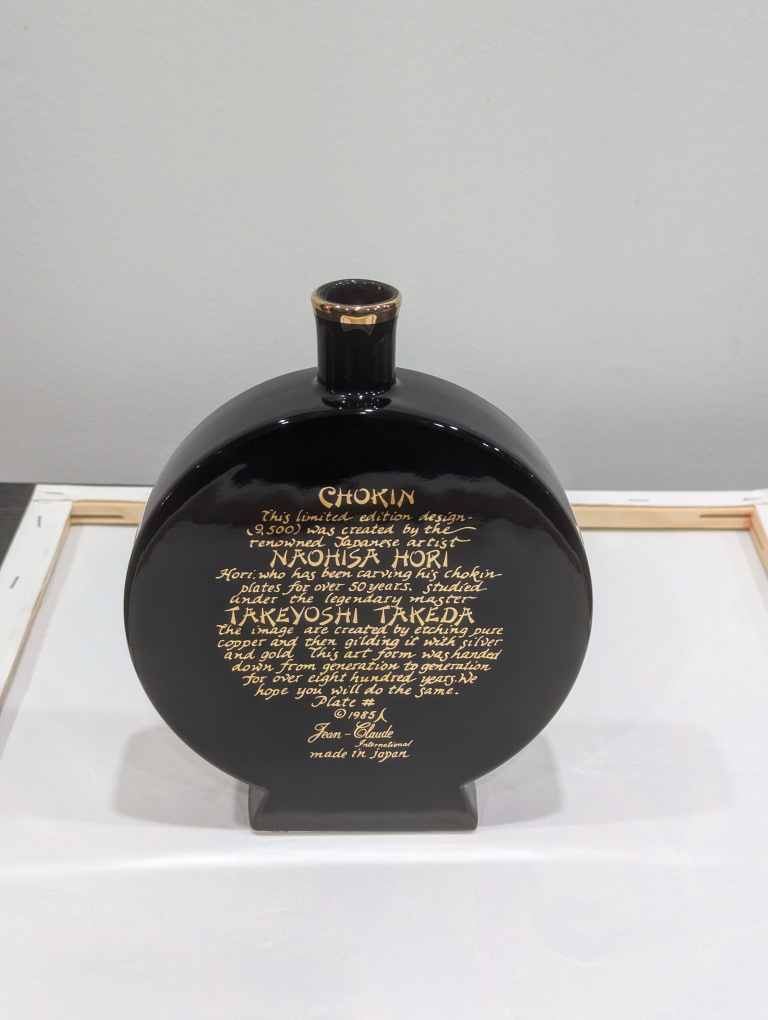 CHOKIN
This limited edition design-
(9,500) was created by the
renowned Japanese artist
NAOHISA HORI
Hori, who has been carving his chokin
plates for over 50 years, studied
under the legendary master
TAKEYOSHI TAKEDA
The image are created by etching pure
copper and then gilding it with silver
and gold. This art form was handed
down from generation to generation
for over eight hundred years. We
hope you will do the same.
Plate #
©1985
Jean-Claude
International
made in japan